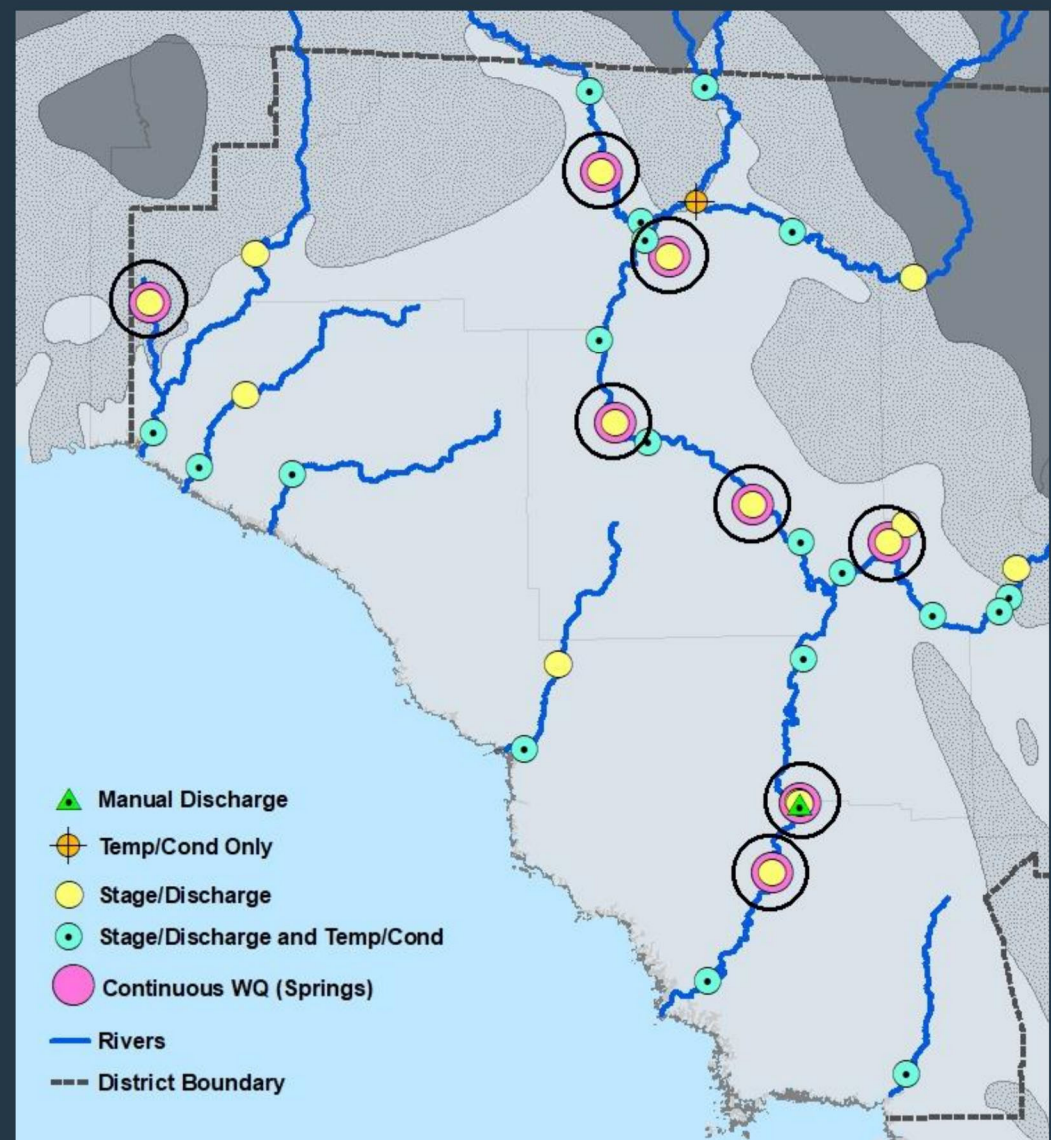 Manual Discharge
Temp/Cond Only
Stage/Discharge
Stage/Discharge and Temp/Cond
Continuous WQ (Springs)
Rivers
District Boundary